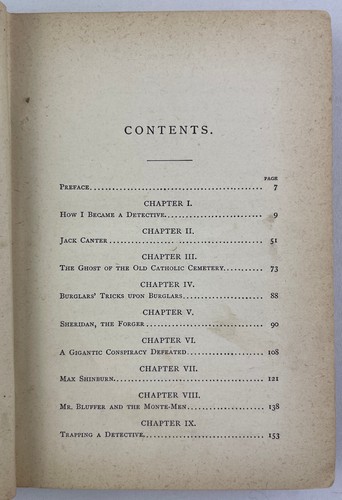 CONTENTS.
PAGE
PREFACE.......................................................... 7
CHAPTER I.
HOW I BECAME A DETECTIVE................................ 9
CHAPTER II.
JACK CANTER................................................. 51
CHAPTER III.
THE GHOST OF THE OLD CATHOLIC CEMETERY.......... 73
CHAPTER IV.
BURGLARS' TRICKS UPON BURGLARS......................... 88
CHAPTER V.
SHERIDAN, THE FORGER....................................... 90
CHAPTER VI.
A GIGANTIC CONSPIRACY DEFEATED........................ 108
CHAPTER VII.
MAX SHINBURN................................................ 121
CHAPTER VIII.
MR. BLUFFER AND THE MONTE-MEN......................... 138
CHAPTER IX.
TRAPPING A DETECTIVE...................................... 153